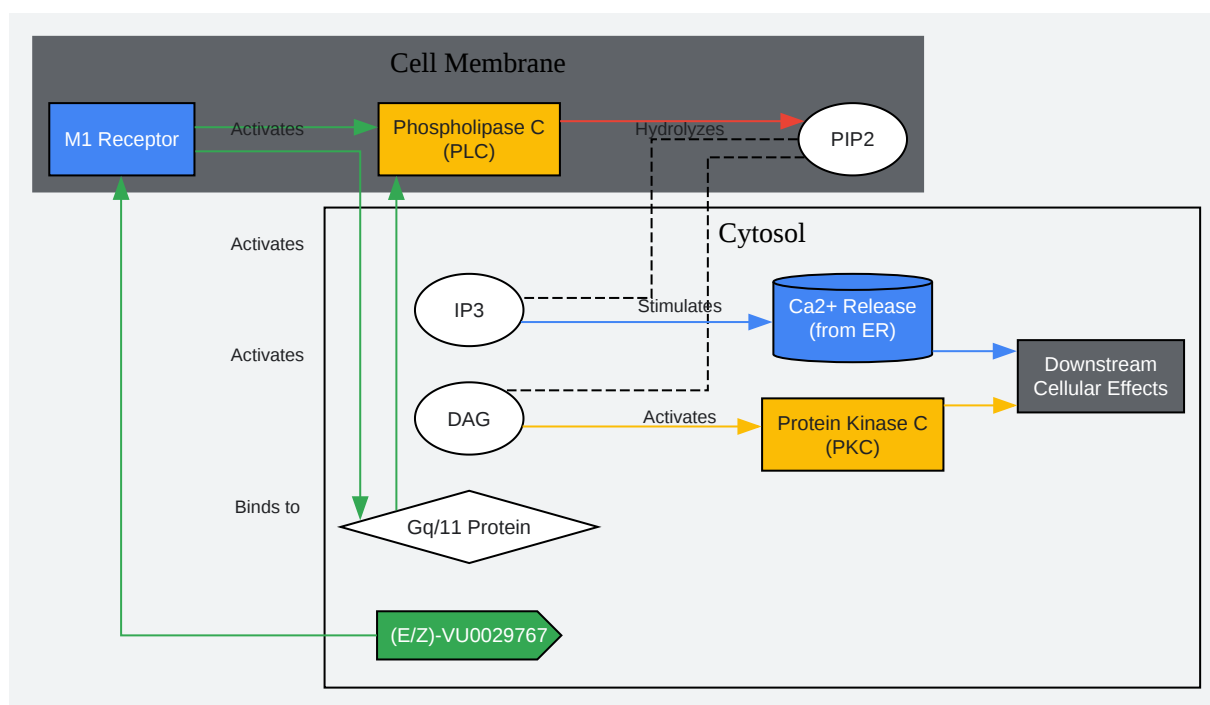 Cell Membrane
M1 Receptor
Activates
Phospholipase C
(PLC)
Hydrolyzes
PIP2
Activates
Cytosol
IP3
Stimulates
Ca2+ Release
(from ER)
Activates
Downstream
Cellular Effects
DAG
Activates
Protein Kinase C
(PKC)
Binds to
Gq/11 Protein
(E/Z)-VU0029767